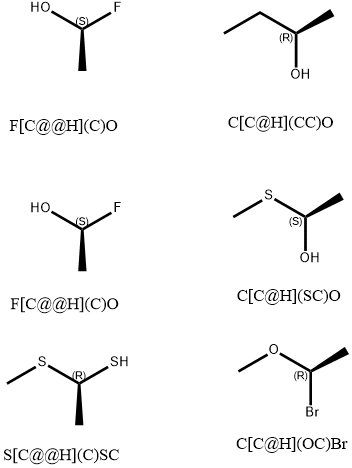 HO F
(S)
F[C@@H](C)O
(R)
OH
C[C@H](CC)O
HO F
(S)
F[C@@H](C)O
S
(S)
OH
C[C@H](SC)O
S SH
(R)
S[C@@H](C)SC
O
(R)
Br
C[C@H](OC)Br